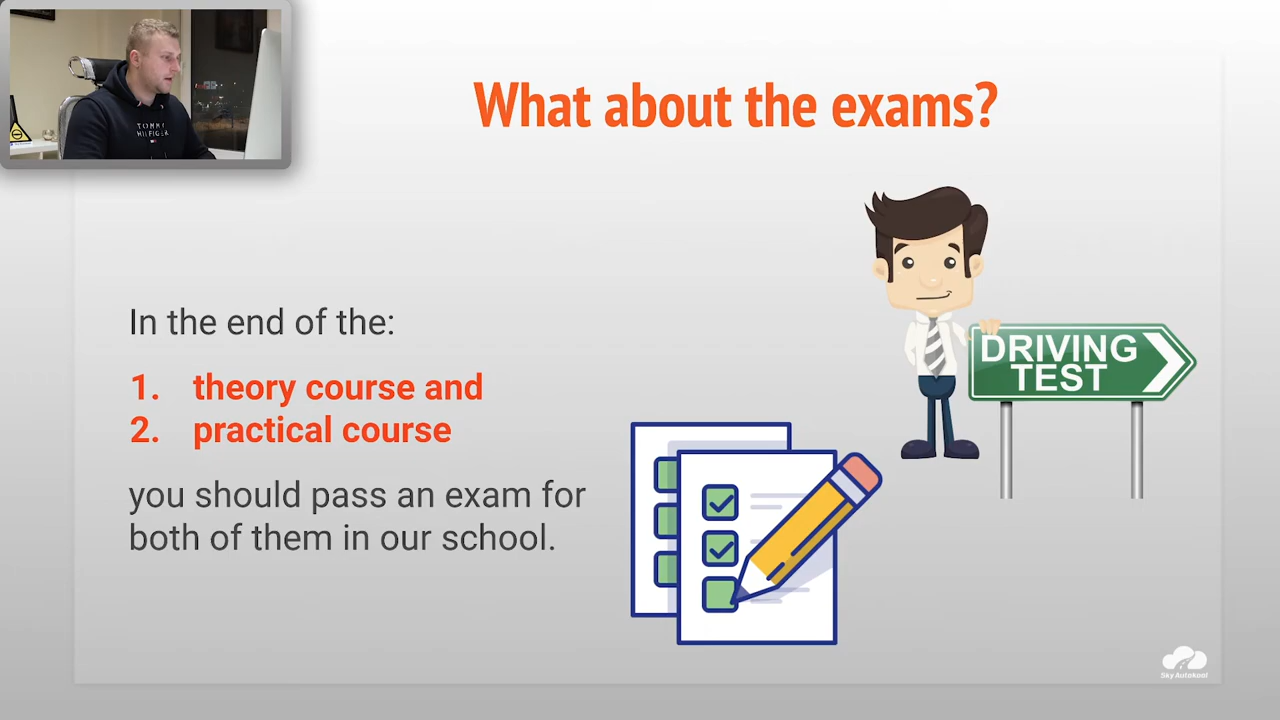 TOMMY
HILFIGER
What about the exams?
In the end of the:
1. theory course and
2. practical course
you should pass an exam for
both of them in our school.
DRIVING
TEST
Sky Autokool